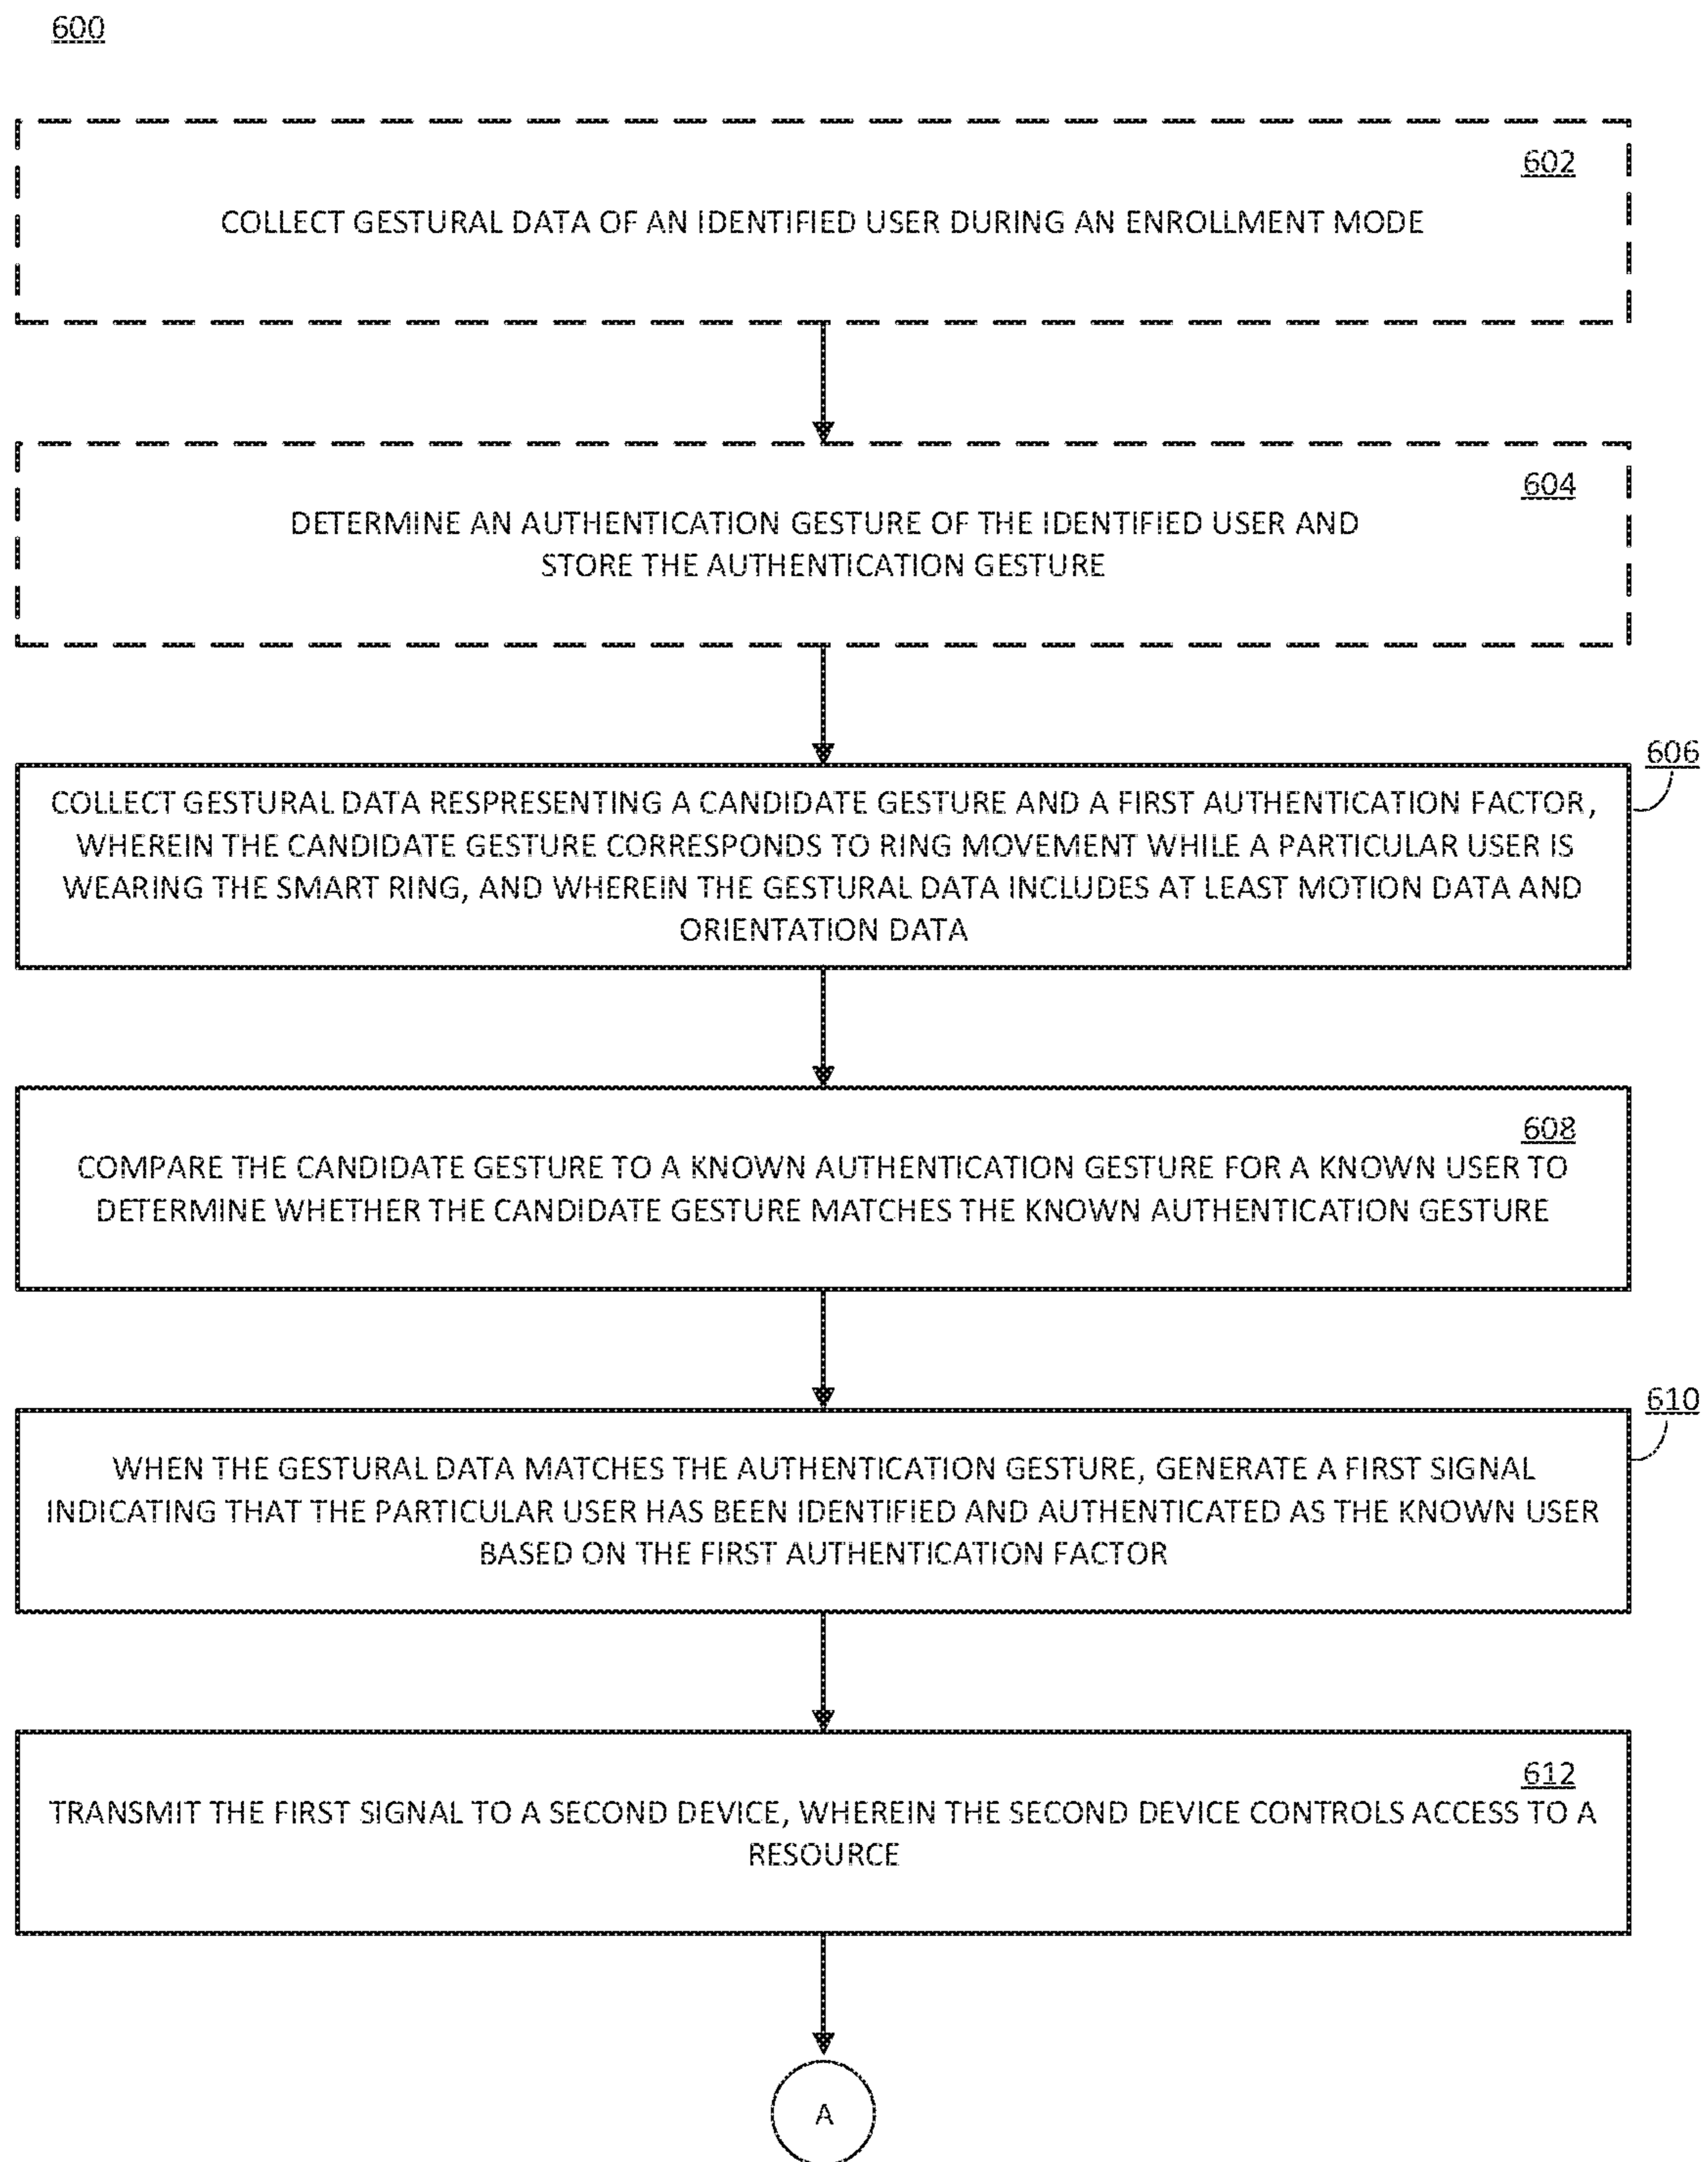 600
602
COLLECT GESTURAL DATA OF AN IDENTIFIED USER DURING AN ENROLLMENT MODE
604
DETERMINE AN AUTHENTICATION GESTURE OF THE IDENTIFIED USER AND
STORE THE AUTHENTICATION GESTURE
606
COLLECT GESTURAL DATA RESPRESENTING A CANDIDATE GESTURE AND A FIRST AUTHENTICATION FACTOR,
WHEREIN THE CANDIDATE GESTURE CORRESPONDS TO RING MOVEMENT WHILE A PARTICULAR USER IS
WEARING THE SMART RING, AND WHEREIN THE GESTURAL DATA INCLUDES AT LEAST MOTION DATA AND
ORIENTATION DATA
608
COMPARE THE CANDIDATE GESTURE TO A KNOWN AUTHENTICATION GESTURE FOR A KNOWN USER TO
DETERMINE WHETHER THE CANDIDATE GESTURE MATCHES THE KNOWN AUTHENTICATION GESTURE
610
WHEN THE GESTURAL DATA MATCHES THE AUTHENTICATION GESTURE, GENERATE A FIRST SIGNAL
INDICATING THAT THE PARTICULAR USER HAS BEEN IDENTIFIED AND AUTHENTICATED AS THE KNOWN USER
BASED ON THE FIRST AUTHENTICATION FACTOR
612
TRANSMIT THE FIRST SIGNAL TO A SECOND DEVICE, WHEREIN THE SECOND DEVICE CONTROLS ACCESS TO A
RESOURCE
A